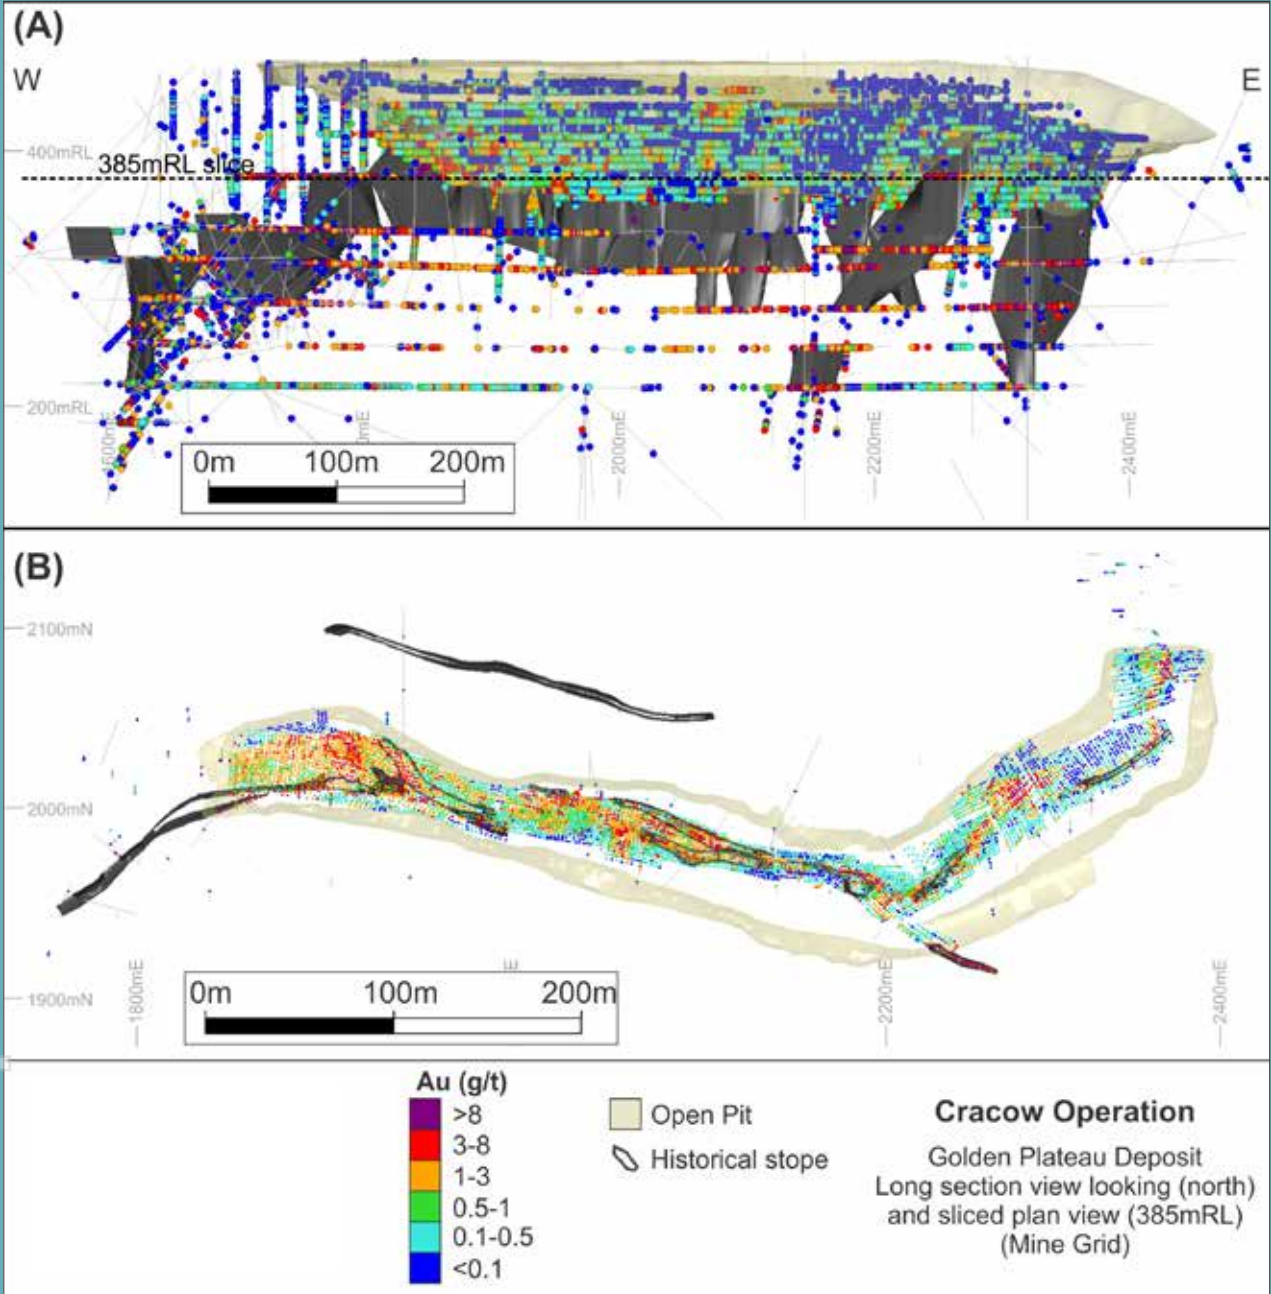 (A)
W
E
400mRL
385mRL slice
200mRL
2000mE
2200mE
2400mE
0m 100m 200m
(B)
2100mN
2000mN
1900mN
1800mE
E
2200mE
2400mE
0m 100m 200m
Au (g/t)
>8
3-8
1-3
0.5-1
0.1-0.5
<0.1
Open Pit
Historical stope
Cracow Operation
Golden Plateau Deposit
Long section view looking (north)
and sliced plan view (385mRL)
(Mine Grid)